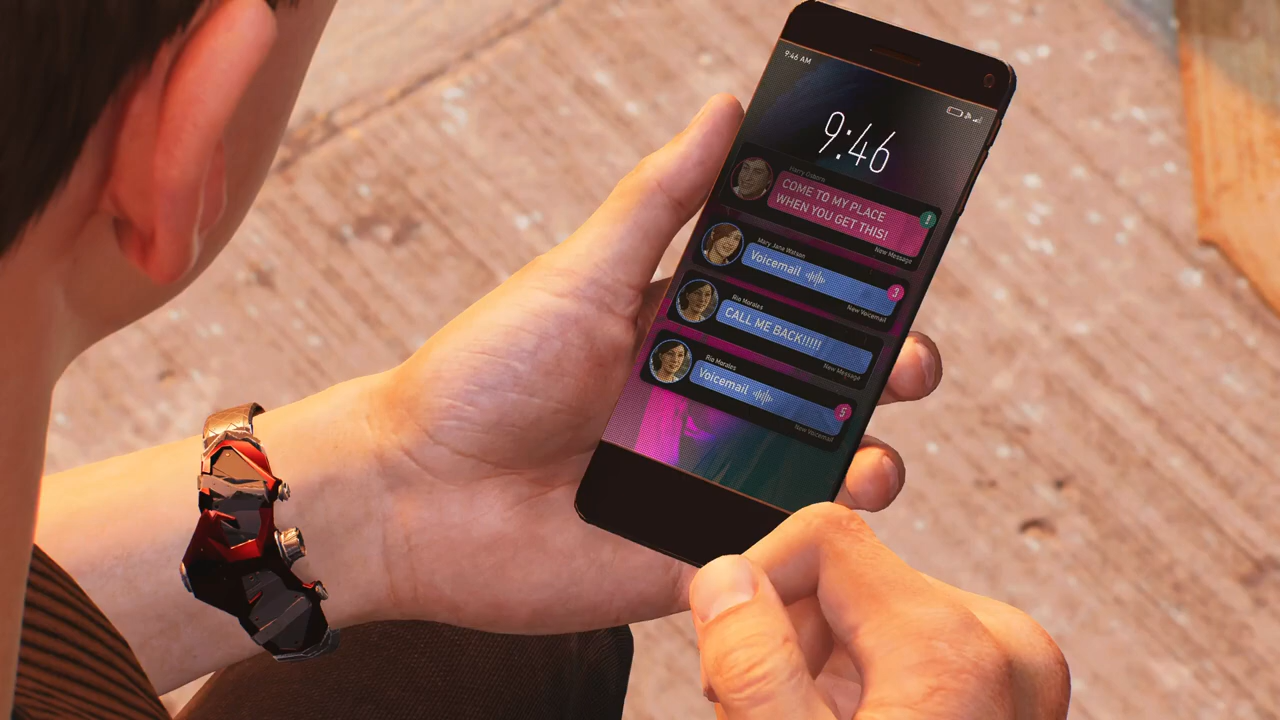 9:46 AM
9:46
Harry Osborn
COME TO MY PLACE
WHEN YOU GET THIS!
!
New Message
Mary Jane Watson
Voicemail
3
New Voicemail
Rio Morales
CALL ME BACK!!!!!
New Message
Rio Morales
Voicemail
5
New Voicemail